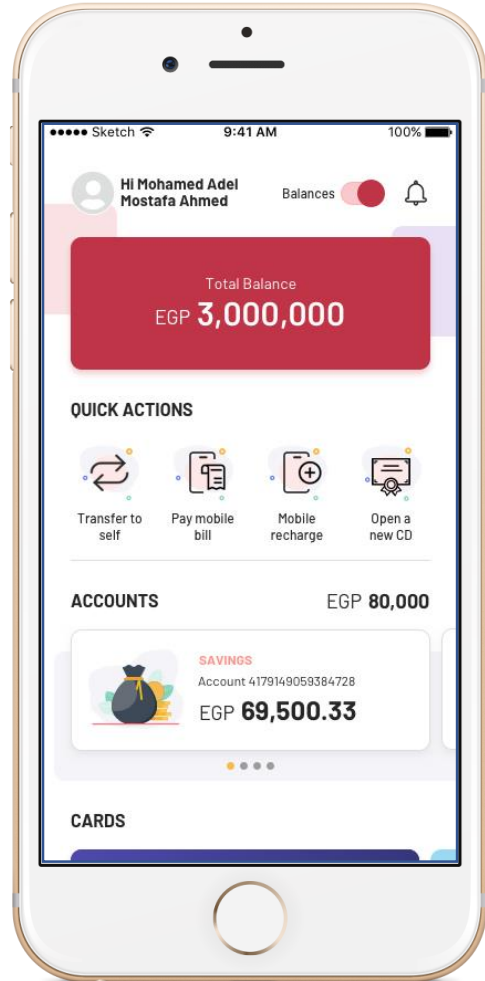 Sketch 9:41 AM 100%
Hi Mohamed Adel
Mostafa Ahmed
Balances
Total Balance
EGP 3,000,000
QUICK ACTIONS
Transfer to
self
Pay mobile
bill
Mobile
recharge
Open a
new CD
ACCOUNTS EGP 80,000
SAVINGS
Account 4179149059384728
EGP 69,500.33
CARDS